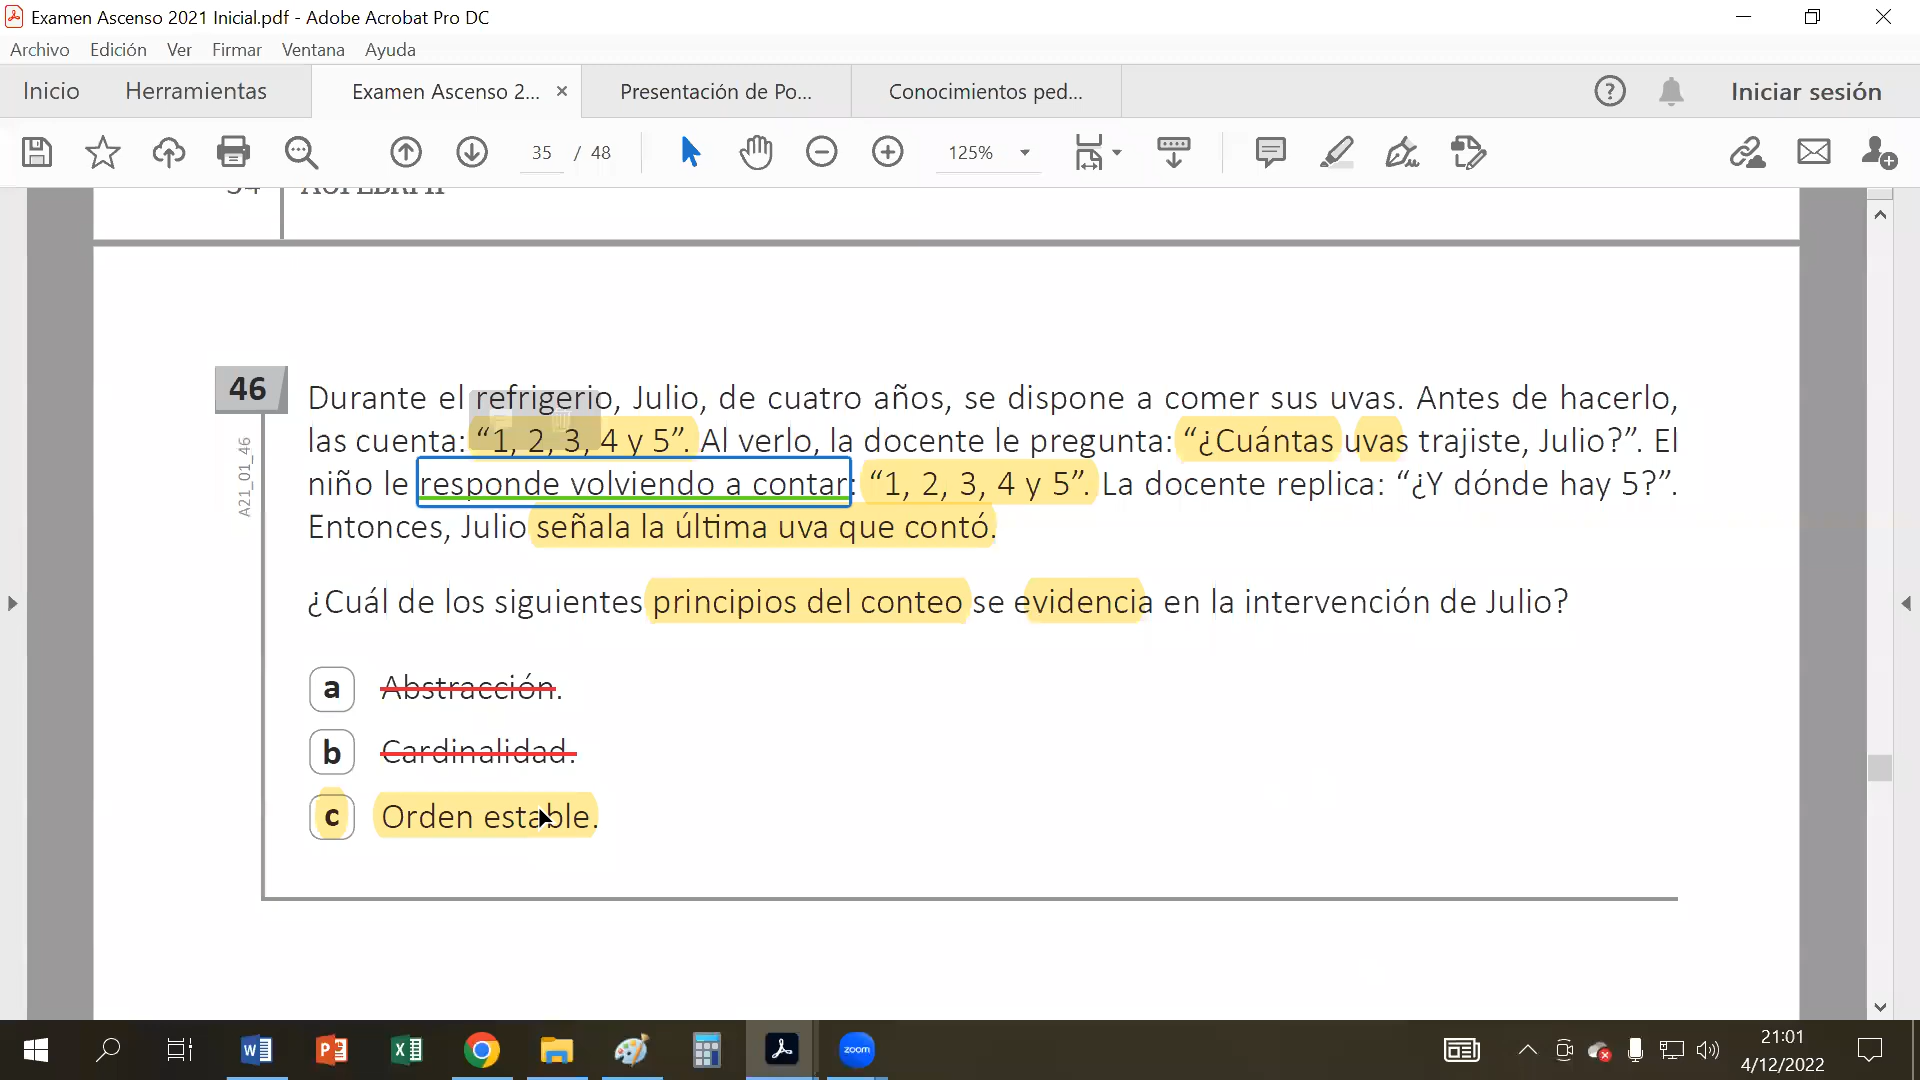 Examen Ascenso 2021 Inicial.pdf - Adobe Acrobat Pro DC
Archivo Edición Ver Firmar Ventana Ayuda
Inicio Herramientas Examen Ascenso 2... × Presentación de Po... Conocimientos ped... ? Iniciar sesión
35 / 48 125%
46
A21_01_46
Durante el refrigerio, Julio, de cuatro años, se dispone a comer sus uvas. Antes de hacerlo,
las cuenta: “1, 2, 3, 4 y 5”. Al verlo, la docente le pregunta: “¿Cuántas uvas trajiste, Julio?”. El
niño le responde volviendo a contar: “1, 2, 3, 4 y 5”. La docente replica: “¿Y dónde hay 5?”.
Entonces, Julio señala la última uva que contó.
¿Cuál de los siguientes principios del conteo se evidencia en la intervención de Julio?
a Abstracción.
b Cardinalidad.
c Orden estable.
zoom
21:01
4/12/2022